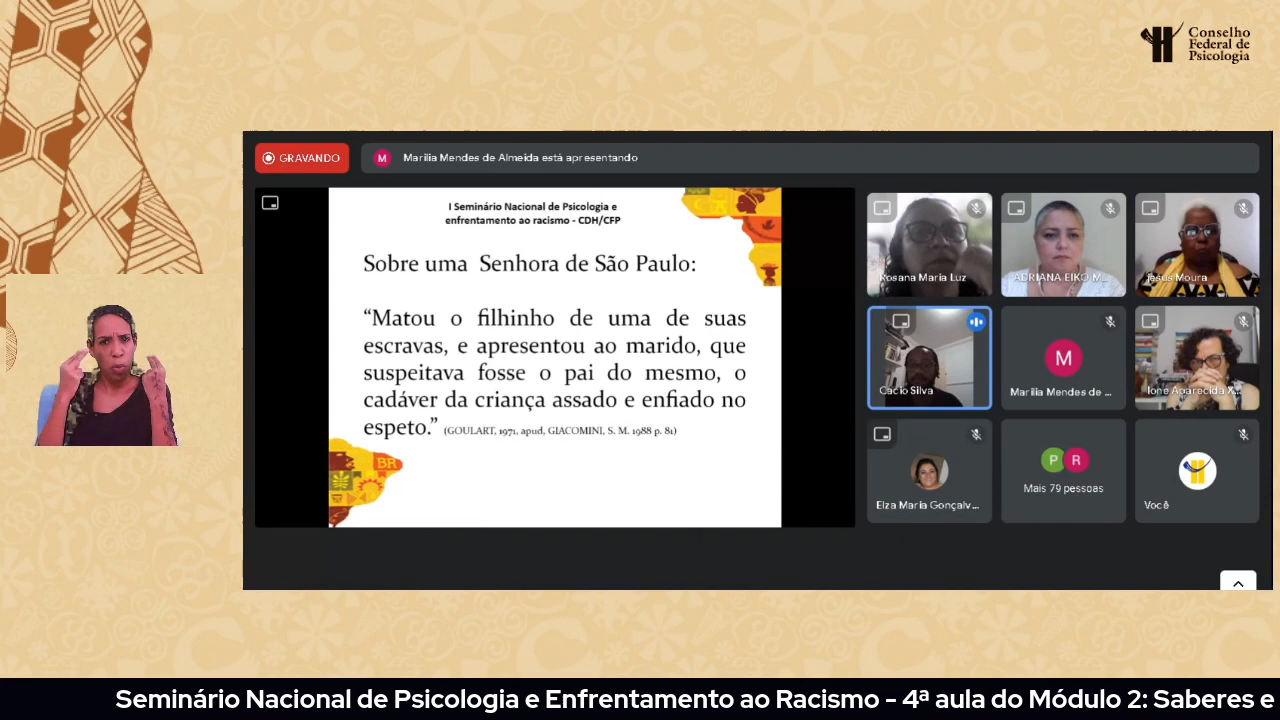 Conselho
Federal de
Psicologia
GRAVANDO
M
Marilia Mendes de Almeida está apresentando
I Seminário Nacional de Psicologia e
enfrentamento ao racismo - CDH/CFP
Sobre uma Senhora de São Paulo:
“Matou o filhinho de uma de suas
escravas, e apresentou ao marido, que
suspeitava fosse o pai do mesmo, o
cadáver da criança assado e enfiado no
espeto.” (GOULART, 1971, apud, GIACOMINI, S. M. 1988 p. 81)
BR
Rosana Maria Luz
ADRIANA EIKO M...
Jesus Moura
Cacio Silva
M
Marilia Mendes de ...
Ione Aparecida X...
Elza Maria Gonçalv...
P R
Mais 79 pessoas
Você
Seminário Nacional de Psicologia e Enfrentamento ao Racismo - 4ª aula do Módulo 2: Saberes e